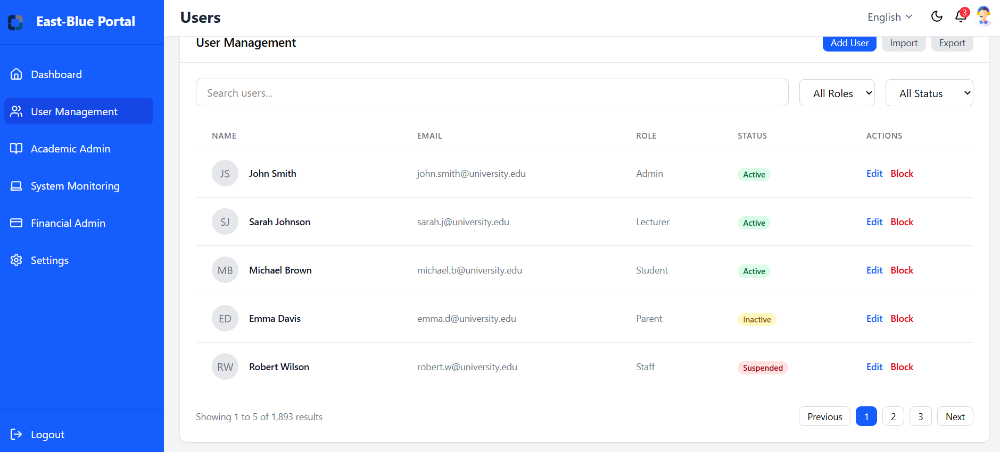 East-Blue Portal
Dashboard
User Management
Academic Admin
System Monitoring
Financial Admin
Settings
Logout
Users
English
3
User Management
Add User
Import
Export
Search users...
All Roles
All Status
NAME EMAIL ROLE STATUS ACTIONS
JS John Smith john.smith@university.edu Admin Active Edit Block
SJ Sarah Johnson sarah.j@university.edu Lecturer Active Edit Block
MB Michael Brown michael.b@university.edu Student Active Edit Block
ED Emma Davis emma.d@university.edu Parent Inactive Edit Block
RW Robert Wilson robert.w@university.edu Staff Suspended Edit Block
Showing 1 to 5 of 1,893 results
Previous 1 2 3 Next